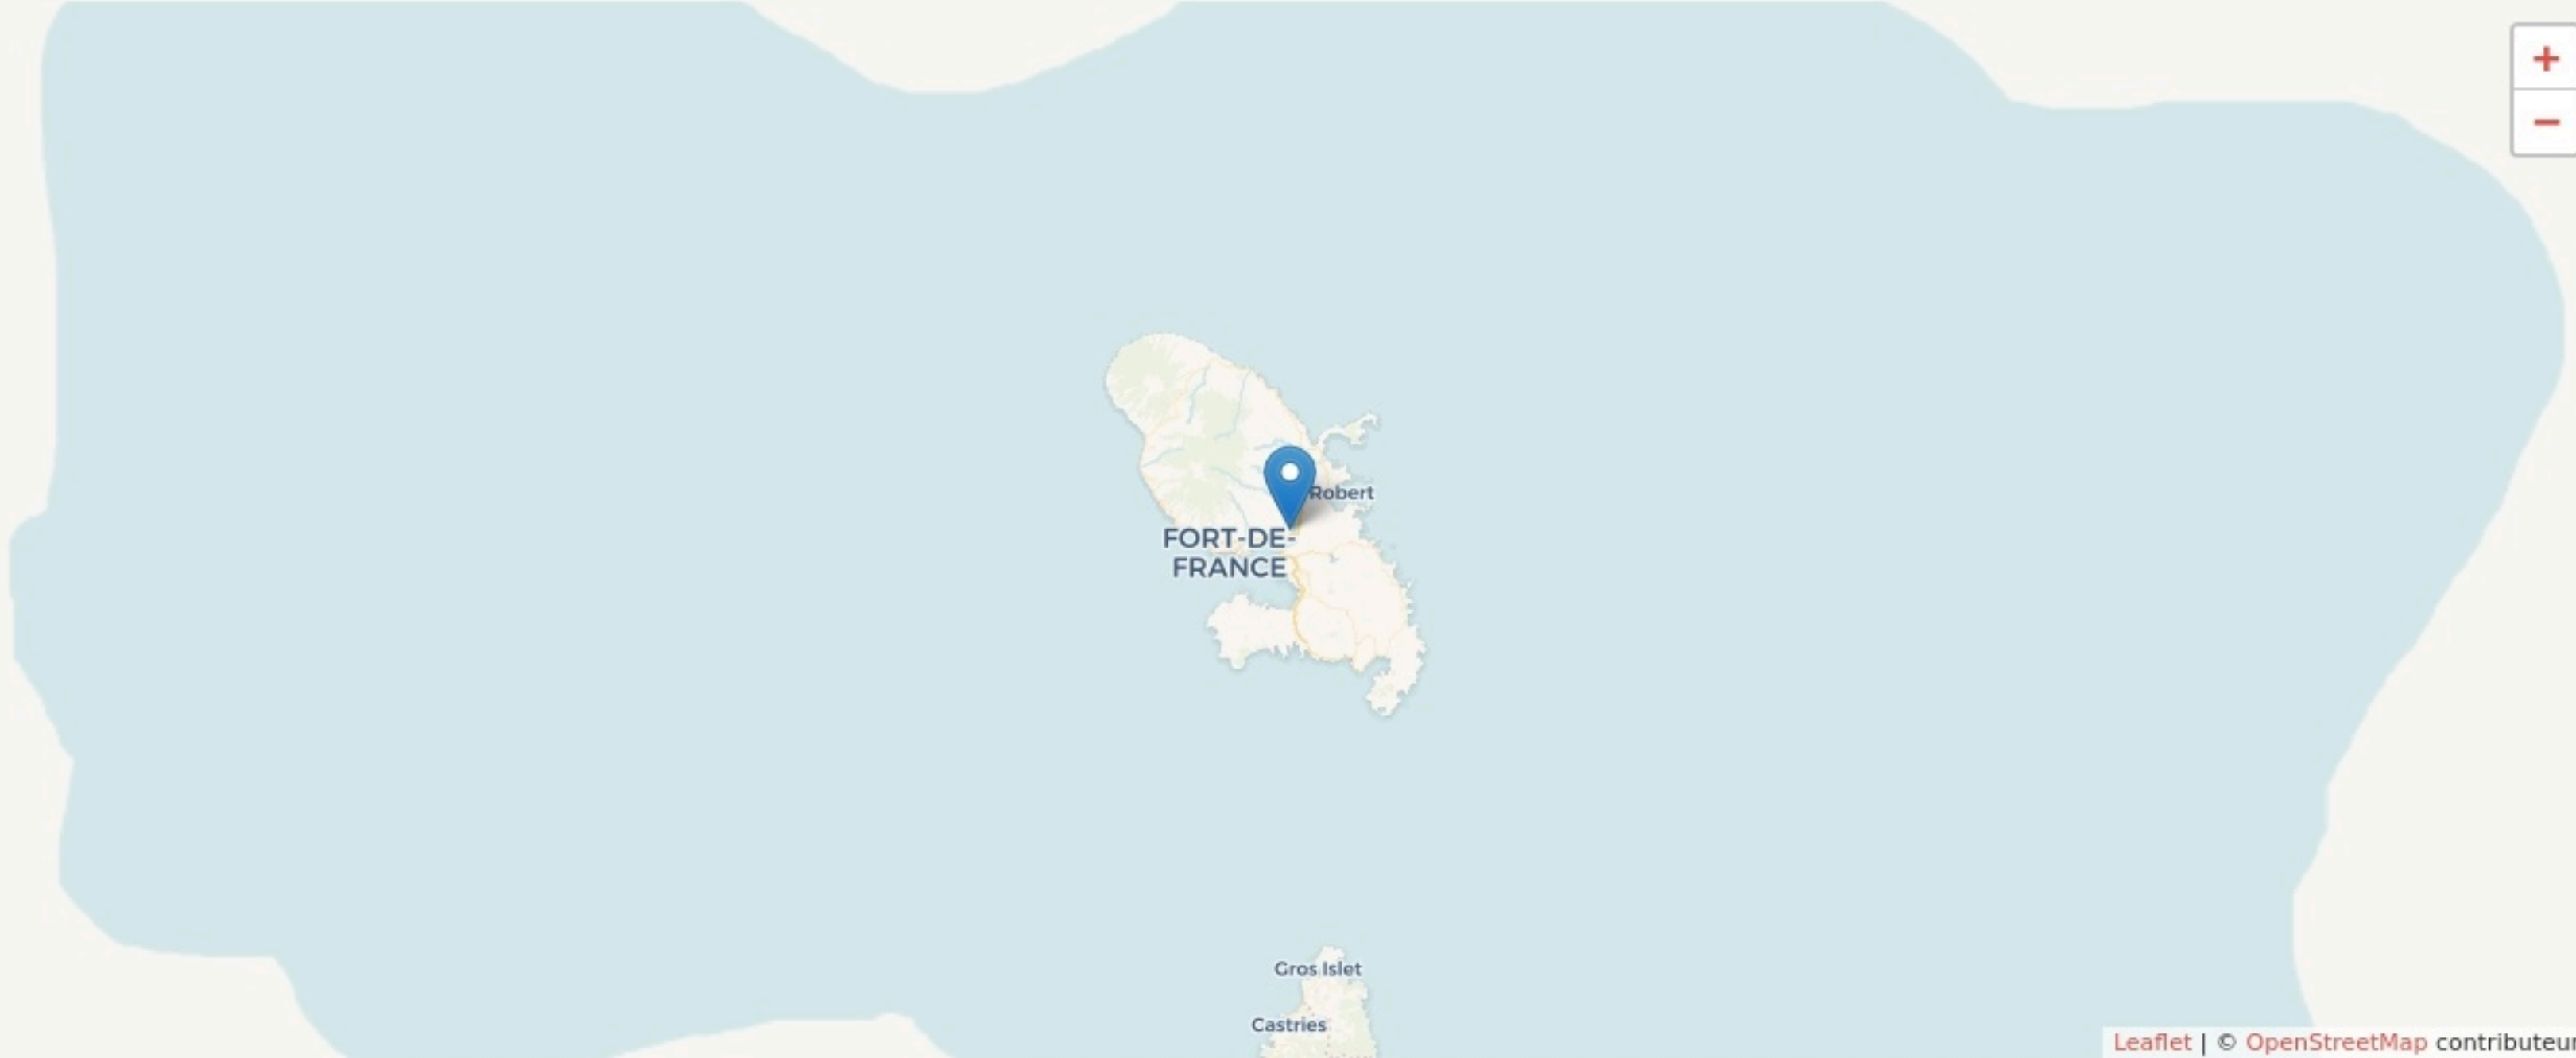 +
−
Robert
FORT-DE-
FRANCE
Gros Islet
Castries
Leaflet | © OpenStreetMap contributeur